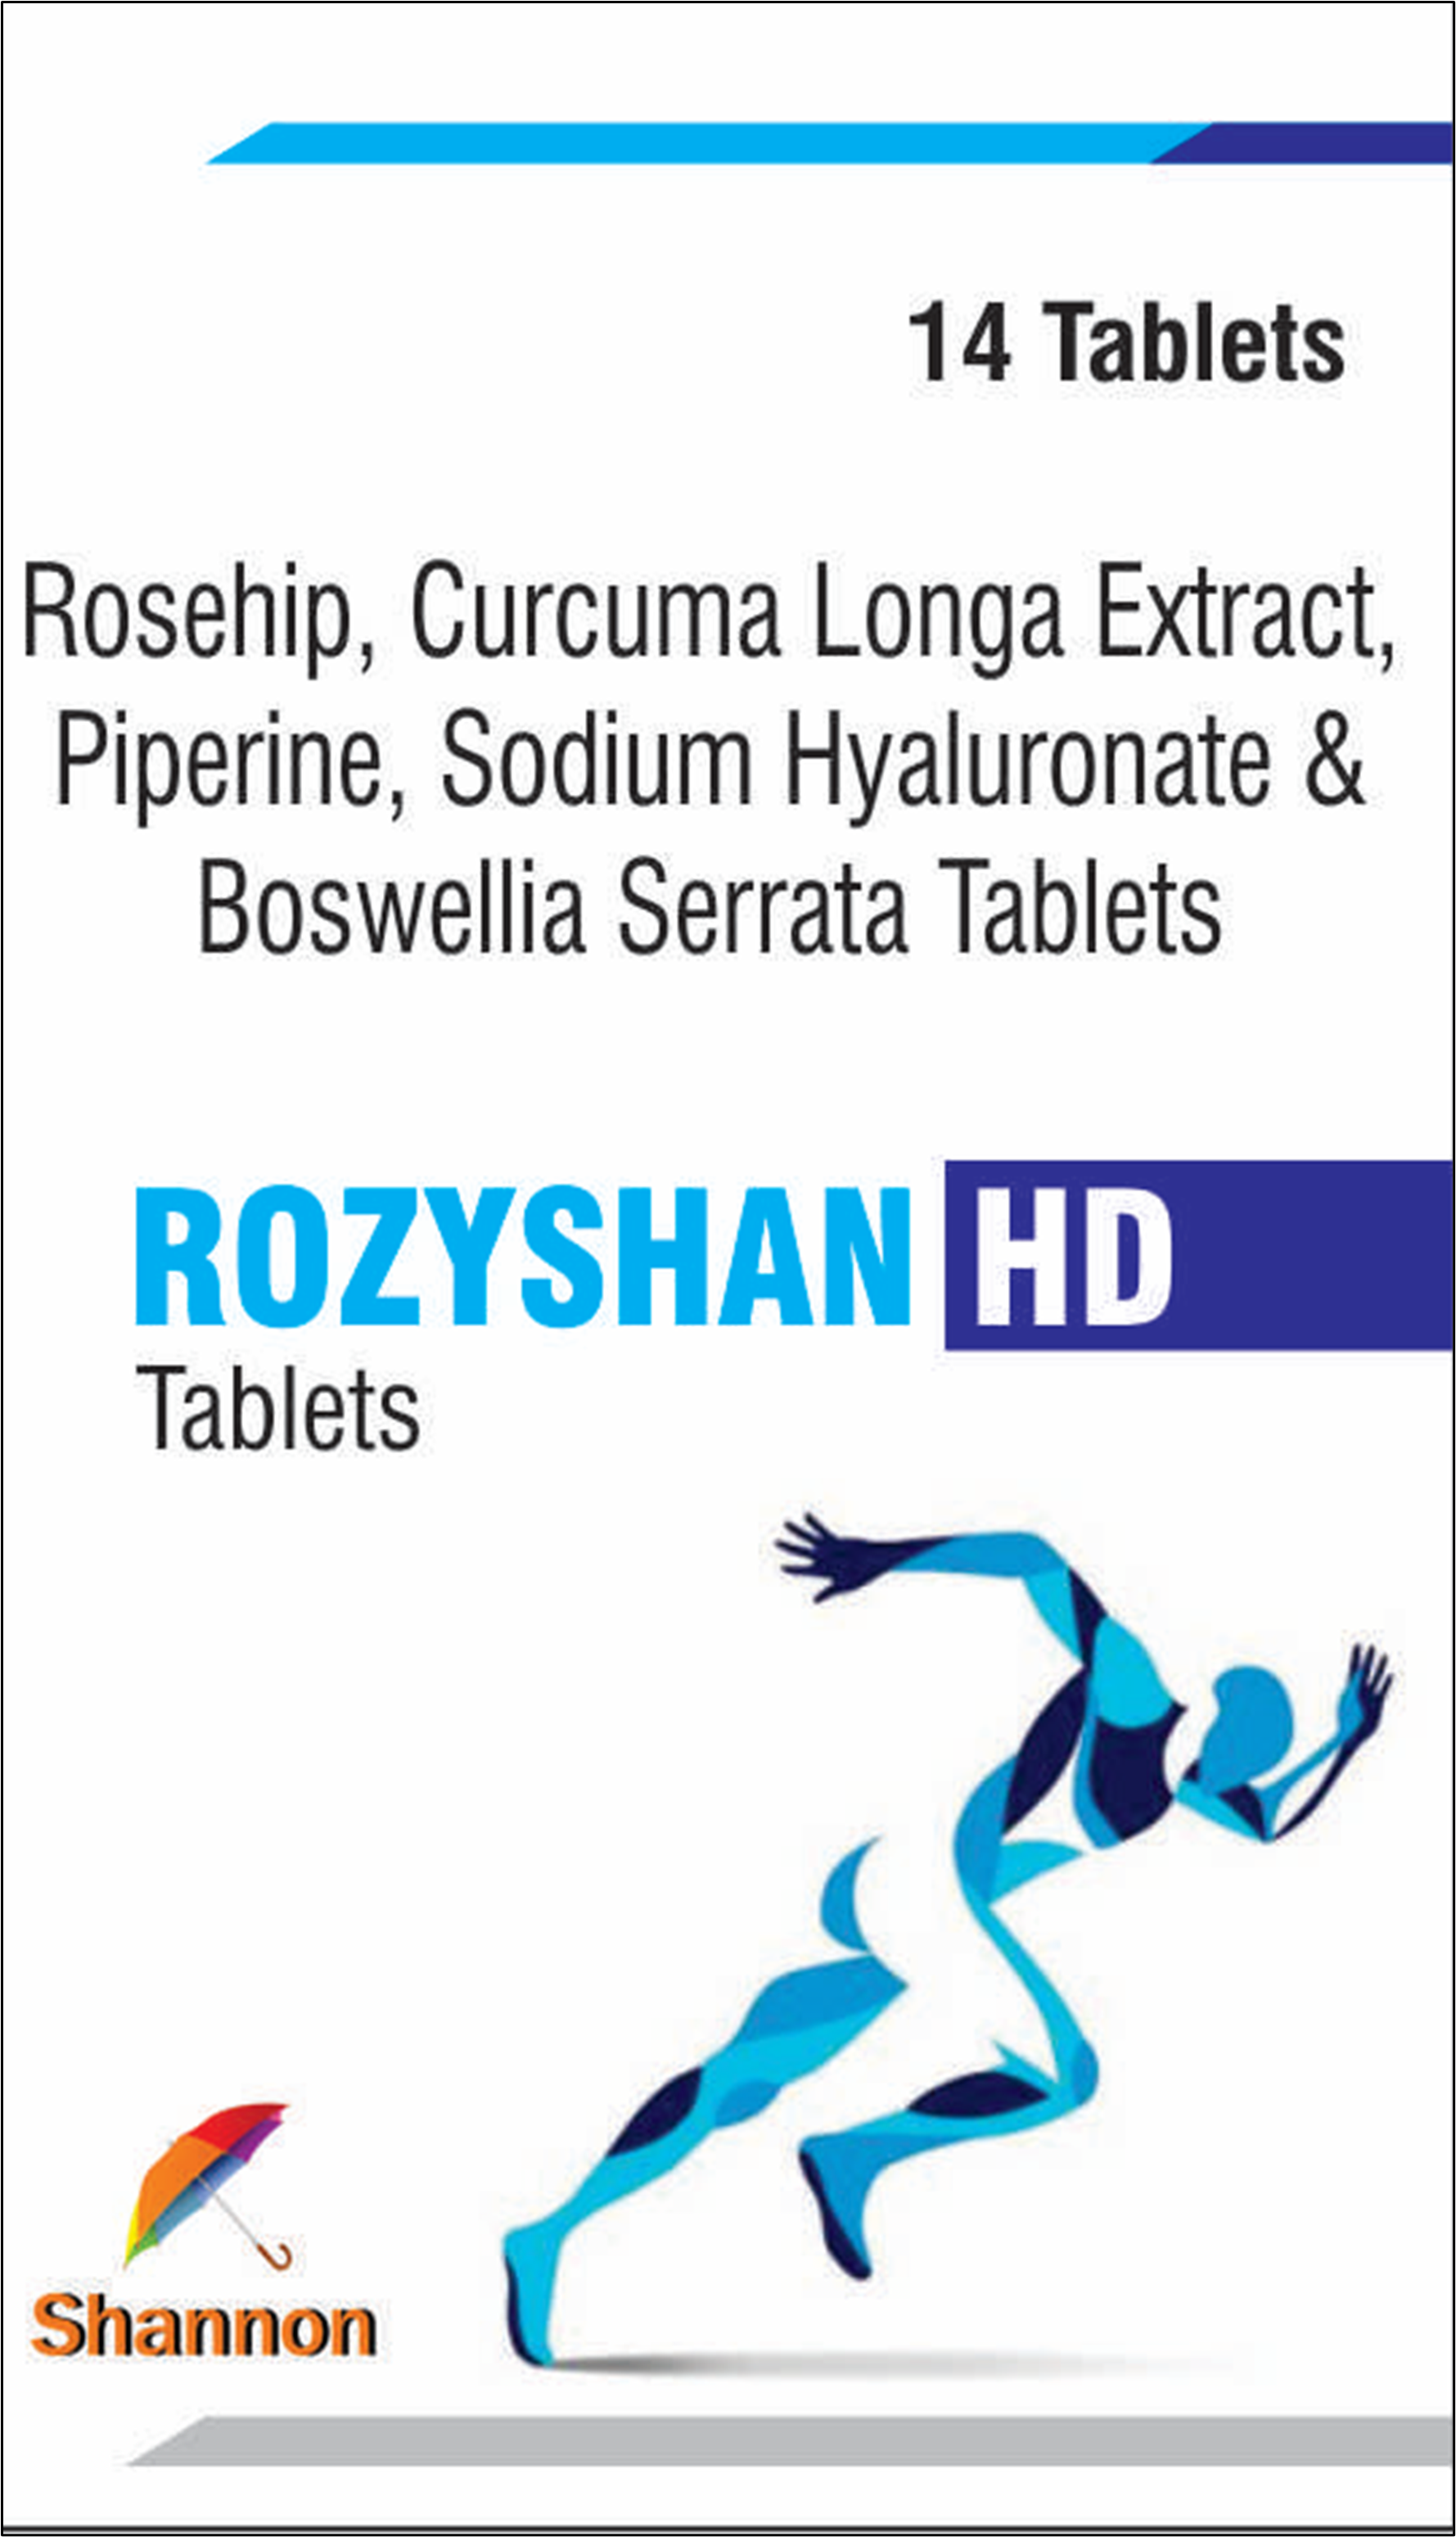 14 Tablets
Rosehip, Curcuma Longa Extract,
Piperine, Sodium Hyaluronate &
Boswellia Serrata Tablets
ROZYSHAN HD
Tablets
Shannon